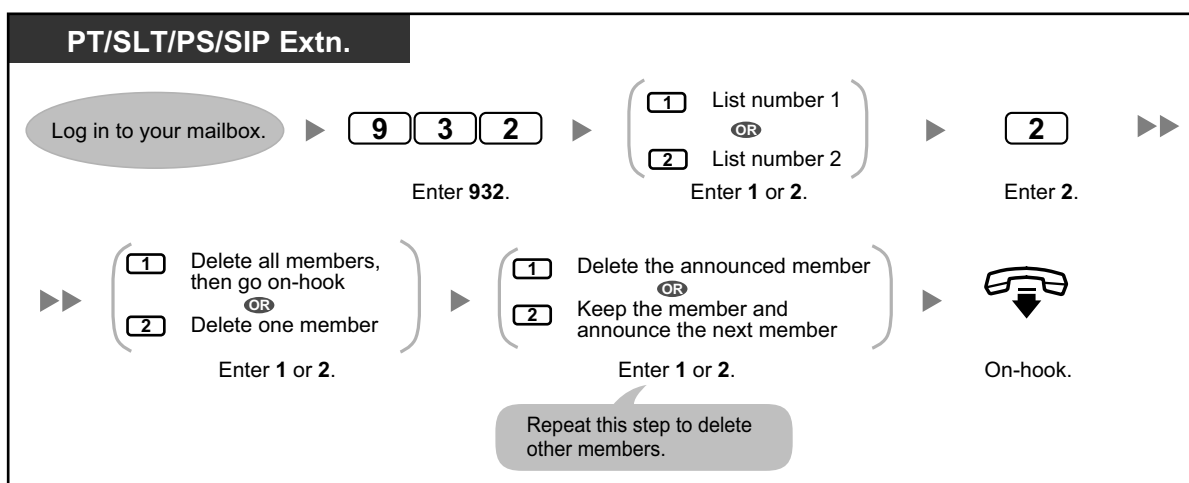 PT/SLT/PS/SIP Extn.
Log in to your mailbox.
9 3 2
Enter 932.
1 List number 1
OR
2 List number 2
Enter 1 or 2.
2
Enter 2.
1 Delete all members,
then go on-hook
OR
2 Delete one member
Enter 1 or 2.
1 Delete the announced member
OR
2 Keep the member and
announce the next member
Enter 1 or 2.
Repeat this step to delete
other members.
On-hook.